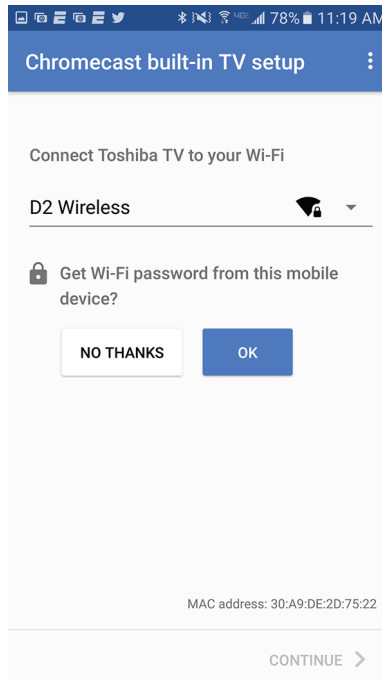 4G 78% 11:19 AM
Chromecast built-in TV setup
Connect Toshiba TV to your Wi-Fi
D2 Wireless
Get Wi-Fi password from this mobile
device?
NO THANKS OK
MAC address: 30:A9:DE:2D:75:22
CONTINUE